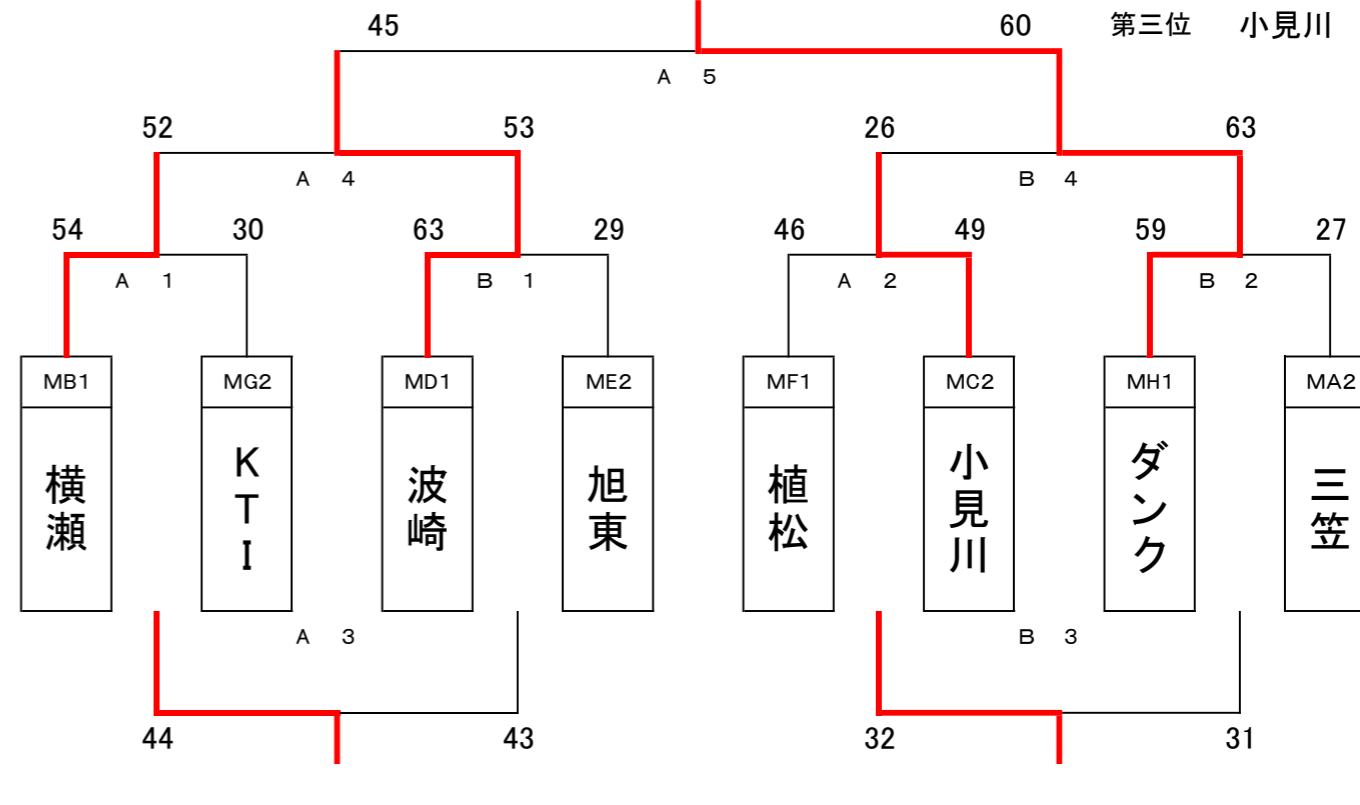 45 60 第三位 小見川
A 5
52 53 26 63
A 4 B 4
54 30 63 29 46 49 59 27
A 1 B 1 A 2 B 2
MB1 MG2 MD1 ME2 MF1 MC2 MH1 MA2
横瀬 KTI 波崎 旭東 植松 小見川 ダンク 三笠
A 3 B 3
44 43 32 31